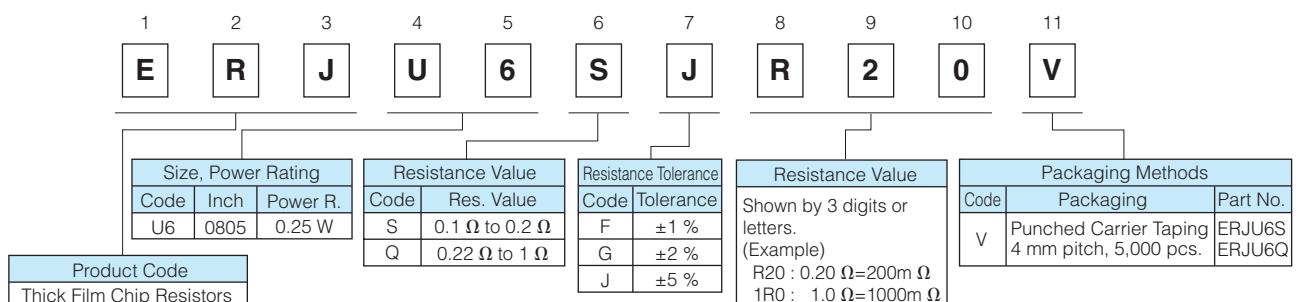 1 2 3 4 5 6 7 8 9 10 11
E R J U 6 S J R 2 0 V
Size, Power Rating
Code Inch Power R.
U6 0805 0.25 W
Resistance Value
Code Res. Value
S 0.1 Ω to 0.2 Ω
Q 0.22 Ω to 1 Ω
Resistance Tolerance
Code Tolerance
F ±1 %
G ±2 %
J ±5 %
Resistance Value
Shown by 3 digits or
letters.
(Example)
R20 : 0.20 Ω=200m Ω
1R0 : 1.0 Ω=1000m Ω
Packaging Methods
Code Packaging Part No.
V Punched Carrier Taping ERJU6S
4 mm pitch, 5,000 pcs. ERJU6Q
Product Code
Thick Film Chip Resistors